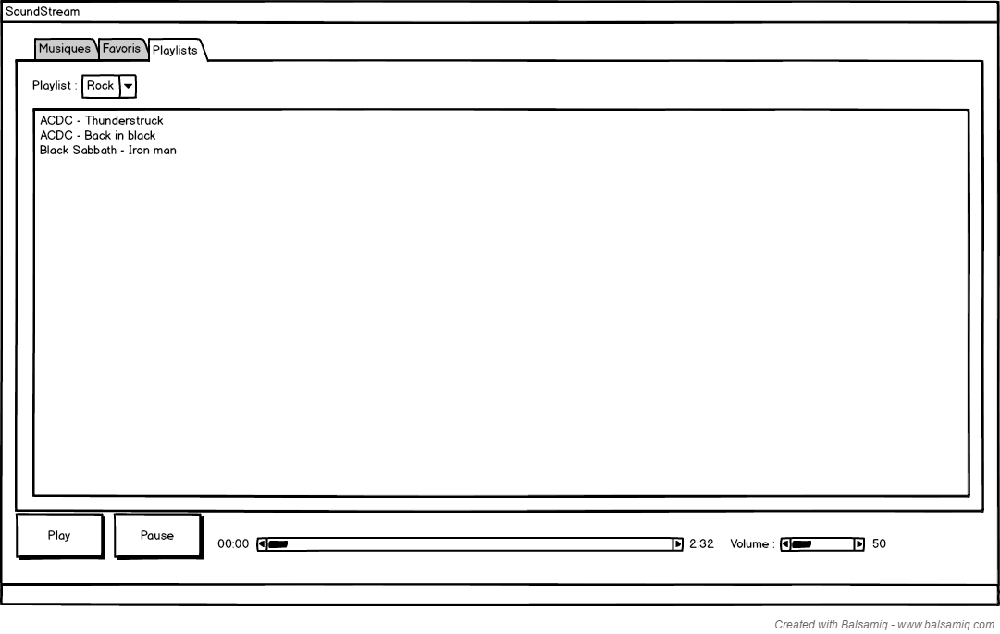 SoundStream
Musiques Favoris Playlists
Playlist : Rock
ACDC - Thunderstruck
ACDC - Back in black
Black Sabbath - Iron man
Play Pause 00:00 2:32 Volume : 50
Created with Balsamiq - www.balsamiq.com